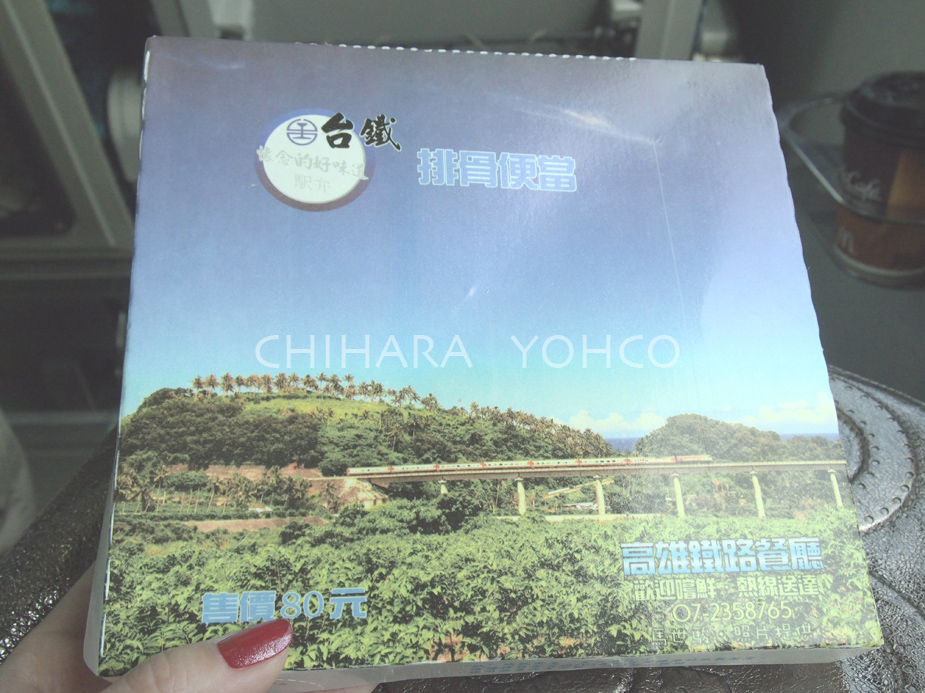 台鐵
懷念的好味道
排骨便當
CHIHARA YOHCO
高雄鐵路餐廳
歡迎嚐鮮·熱線送達
07 2358765
售價80元